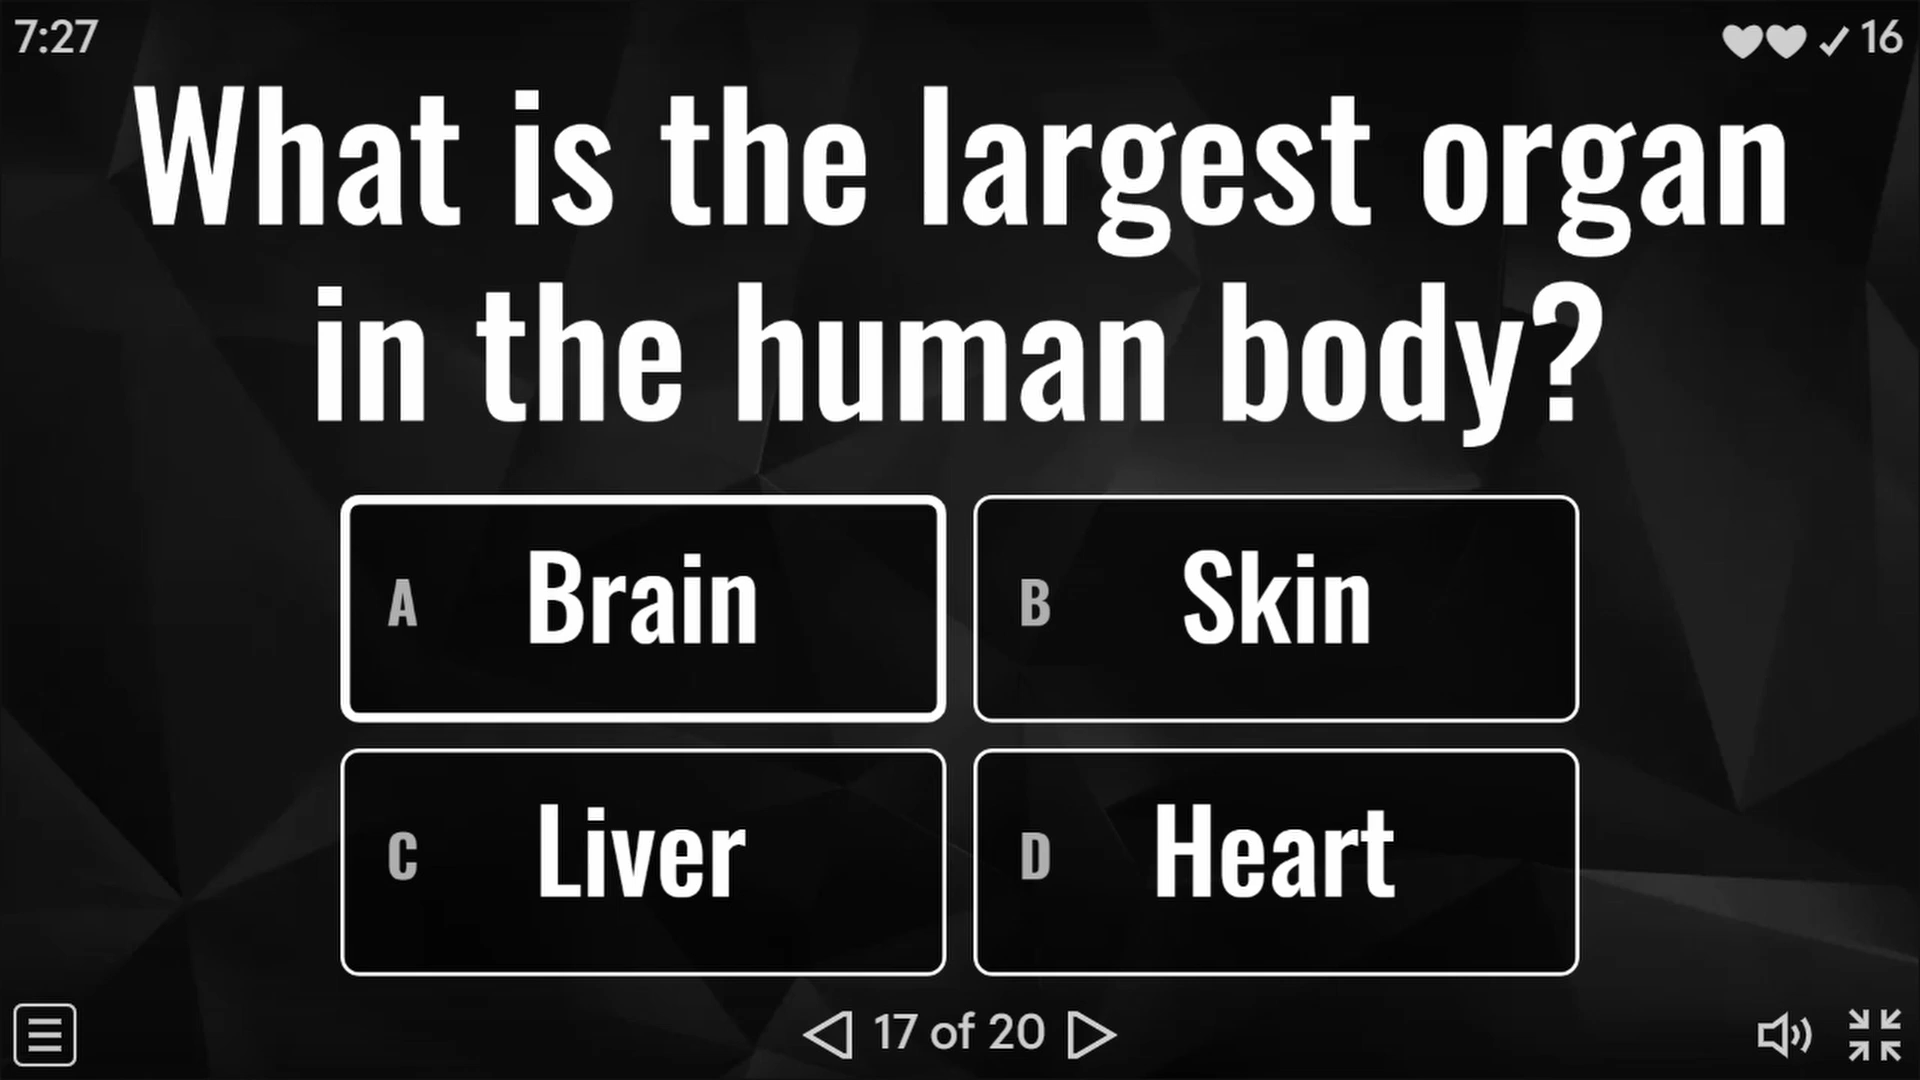 7:27
✓ 16
What is the largest organ
in the human body?
A Brain
B Skin
C Liver
D Heart
17 of 20